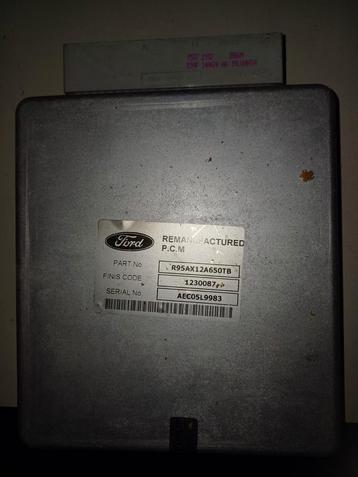 Ford
REMANUFACTURED
P.C.M
PART No R95AX12A650TB
FINIS CODE 1230087
SERIAL No AEC05L9983